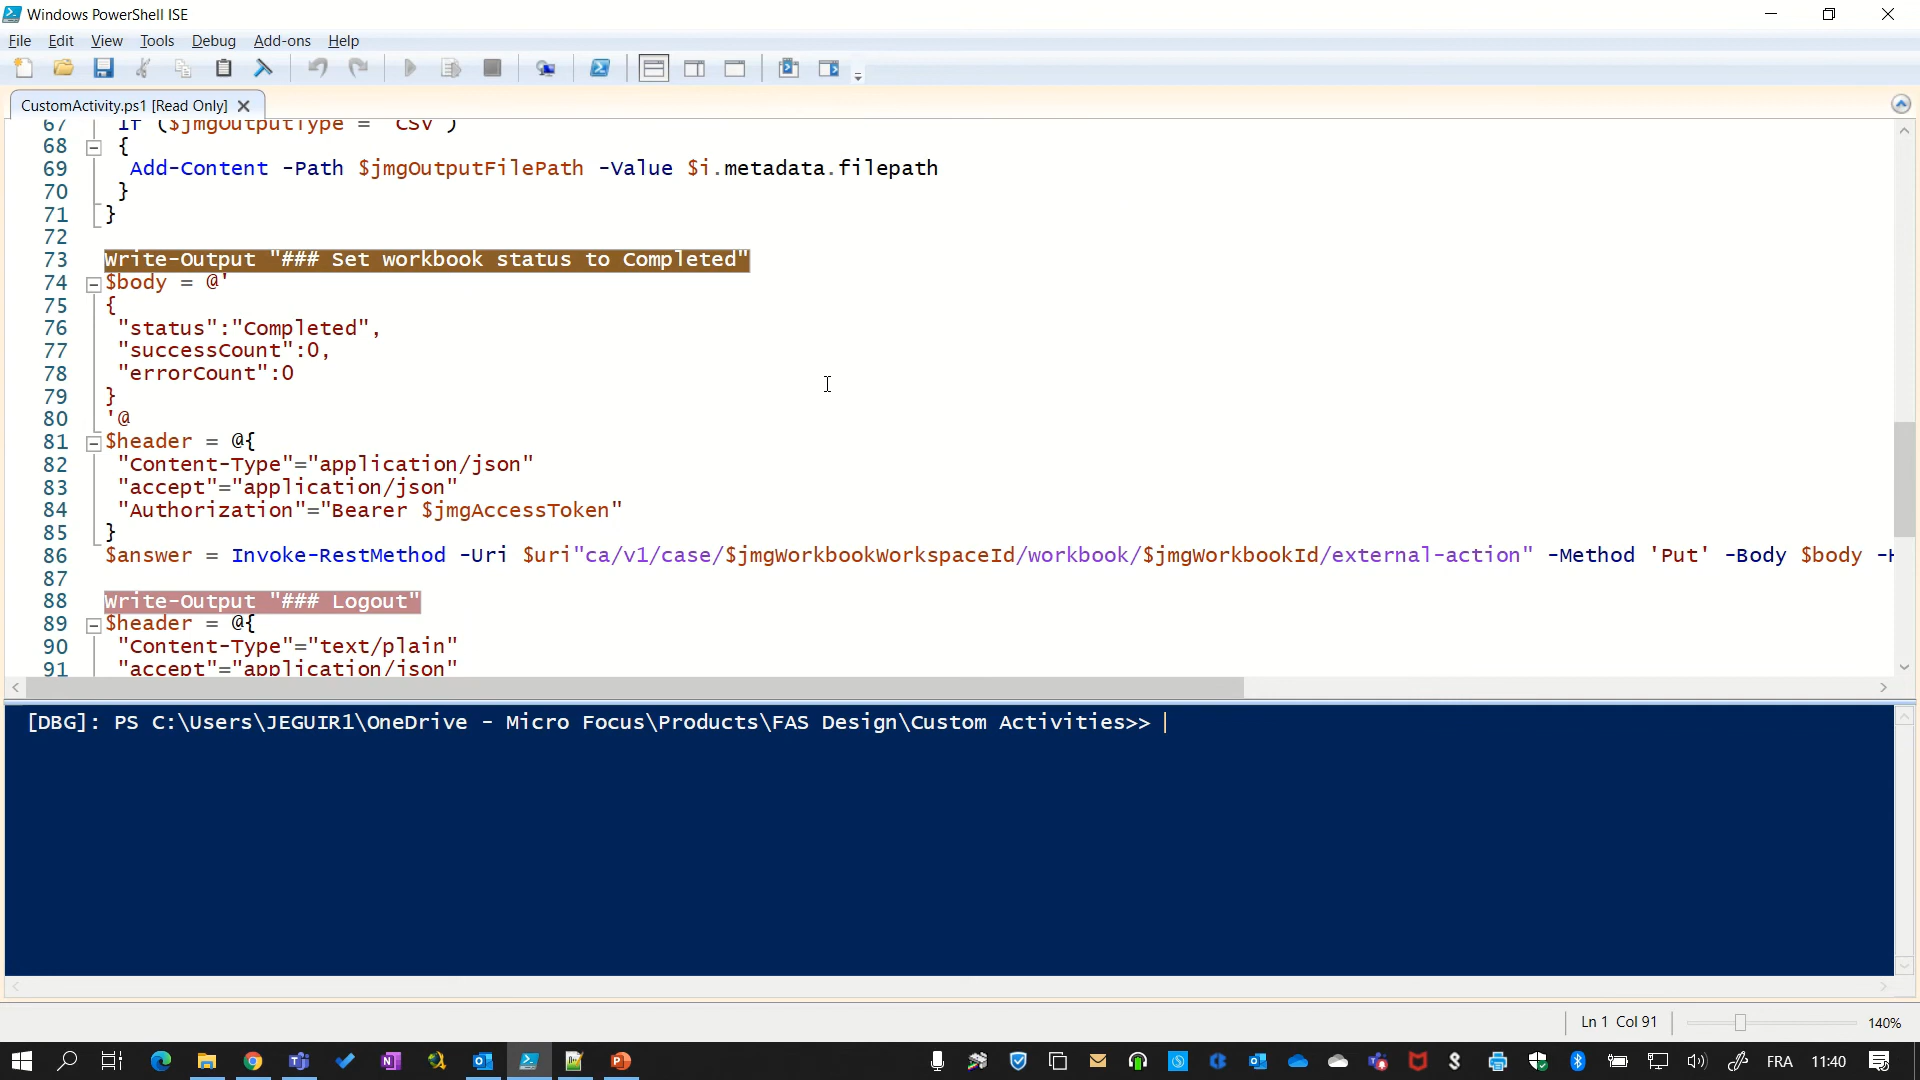 Windows PowerShell ISE
File Edit View Tools Debug Add-ons Help
CustomActivity.ps1 [Read Only]
67 if ($jmgOutputType = "CSV")
68 {
69 Add-Content -Path $jmgOutputFilePath -Value $i.metadata.filepath
70 }
71 }
72
73 Write-Output "### Set workbook status to Completed"
74 $body = @'
75 {
76 "status":"Completed",
77 "successCount":0,
78 "errorCount":0
79 }
80 '@
81 $header = @{
82 "Content-Type"="application/json"
83 "accept"="application/json"
84 "Authorization"="Bearer $jmgAccessToken"
85 }
86 $answer = Invoke-RestMethod -Uri $uri"ca/v1/case/$jmgWorkbookWorkspaceId/workbook/$jmgWorkbookId/external-action" -Method 'Put' -Body $body -H
87
88 Write-Output "### Logout"
89 $header = @{
90 "Content-Type"="text/plain"
91 "accept"="application/json"
[DBG]: PS C:\Users\JEGUIR1\OneDrive - Micro Focus\Products\FAS Design\Custom Activities>>
Ln 1 Col 91 140%
FRA 11:40